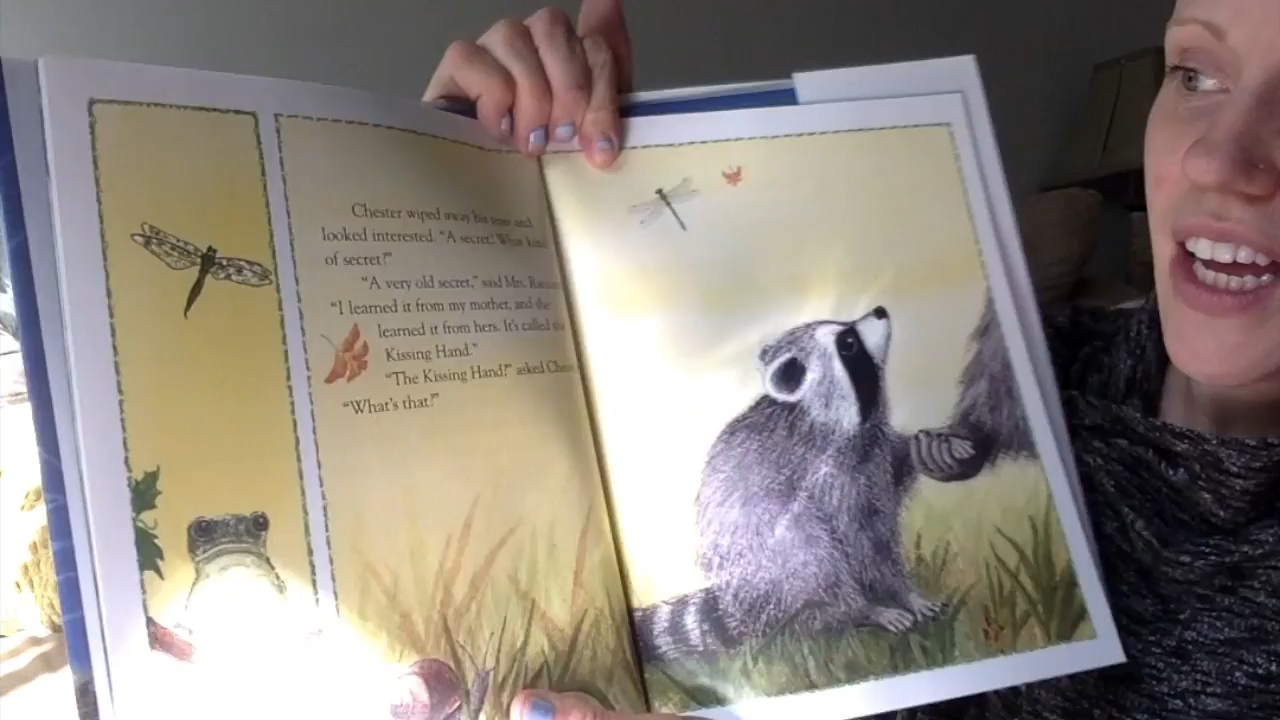 Chester wiped away his tears and
looked interested. "A secret! What kind
of secret?"
"A very old secret," said Mrs. Raccoon.
"I learned it from my mother, and she
learned it from hers. It's called the
Kissing Hand."
"The Kissing Hand?" asked Chester.
"What's that?"